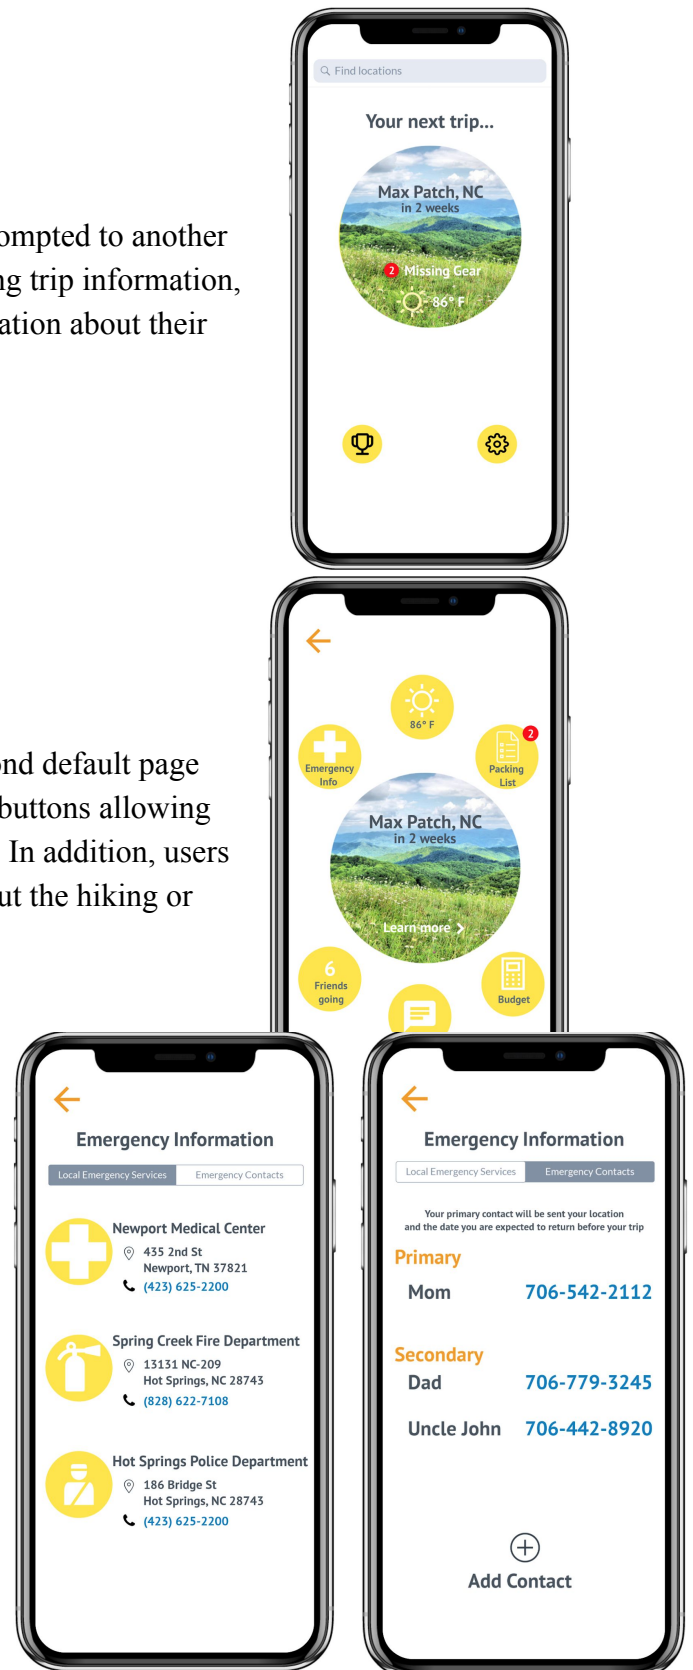 Find locations
Your next trip...
Max Patch, NC
in 2 weeks
2 Missing Gear
86° F
ompted to another
ng trip information,
ation about their
86° F
Emergency
Info
2
Packing
List
Max Patch, NC
in 2 weeks
Learn more >
6
Friends
going
Budget
ond default page
buttons allowing
. In addition, users
ut the hiking or
Emergency Information
Local Emergency Services Emergency Contacts
Newport Medical Center
435 2nd St
Newport, TN 37821
(423) 625-2200
Spring Creek Fire Department
13131 NC-209
Hot Springs, NC 28743
(828) 622-7108
Hot Springs Police Department
186 Bridge St
Hot Springs, NC 28743
(423) 625-2200
Emergency Information
Local Emergency Services Emergency Contacts
Your primary contact will be sent your location
and the date you are expected to return before your trip
Primary
Mom 706-542-2112
Secondary
Dad 706-779-3245
Uncle John 706-442-8920
Add Contact